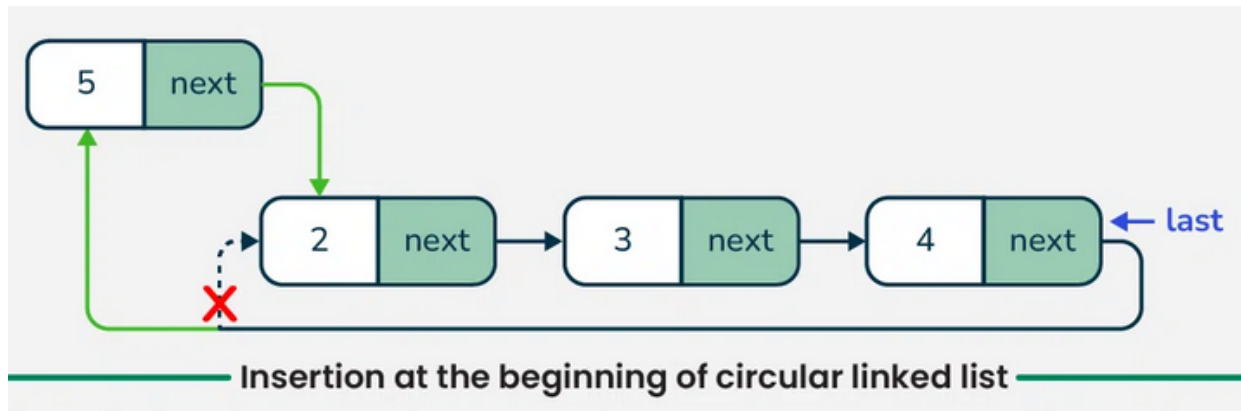 5 next
2 next 3 next 4 next last
Insertion at the beginning of circular linked list